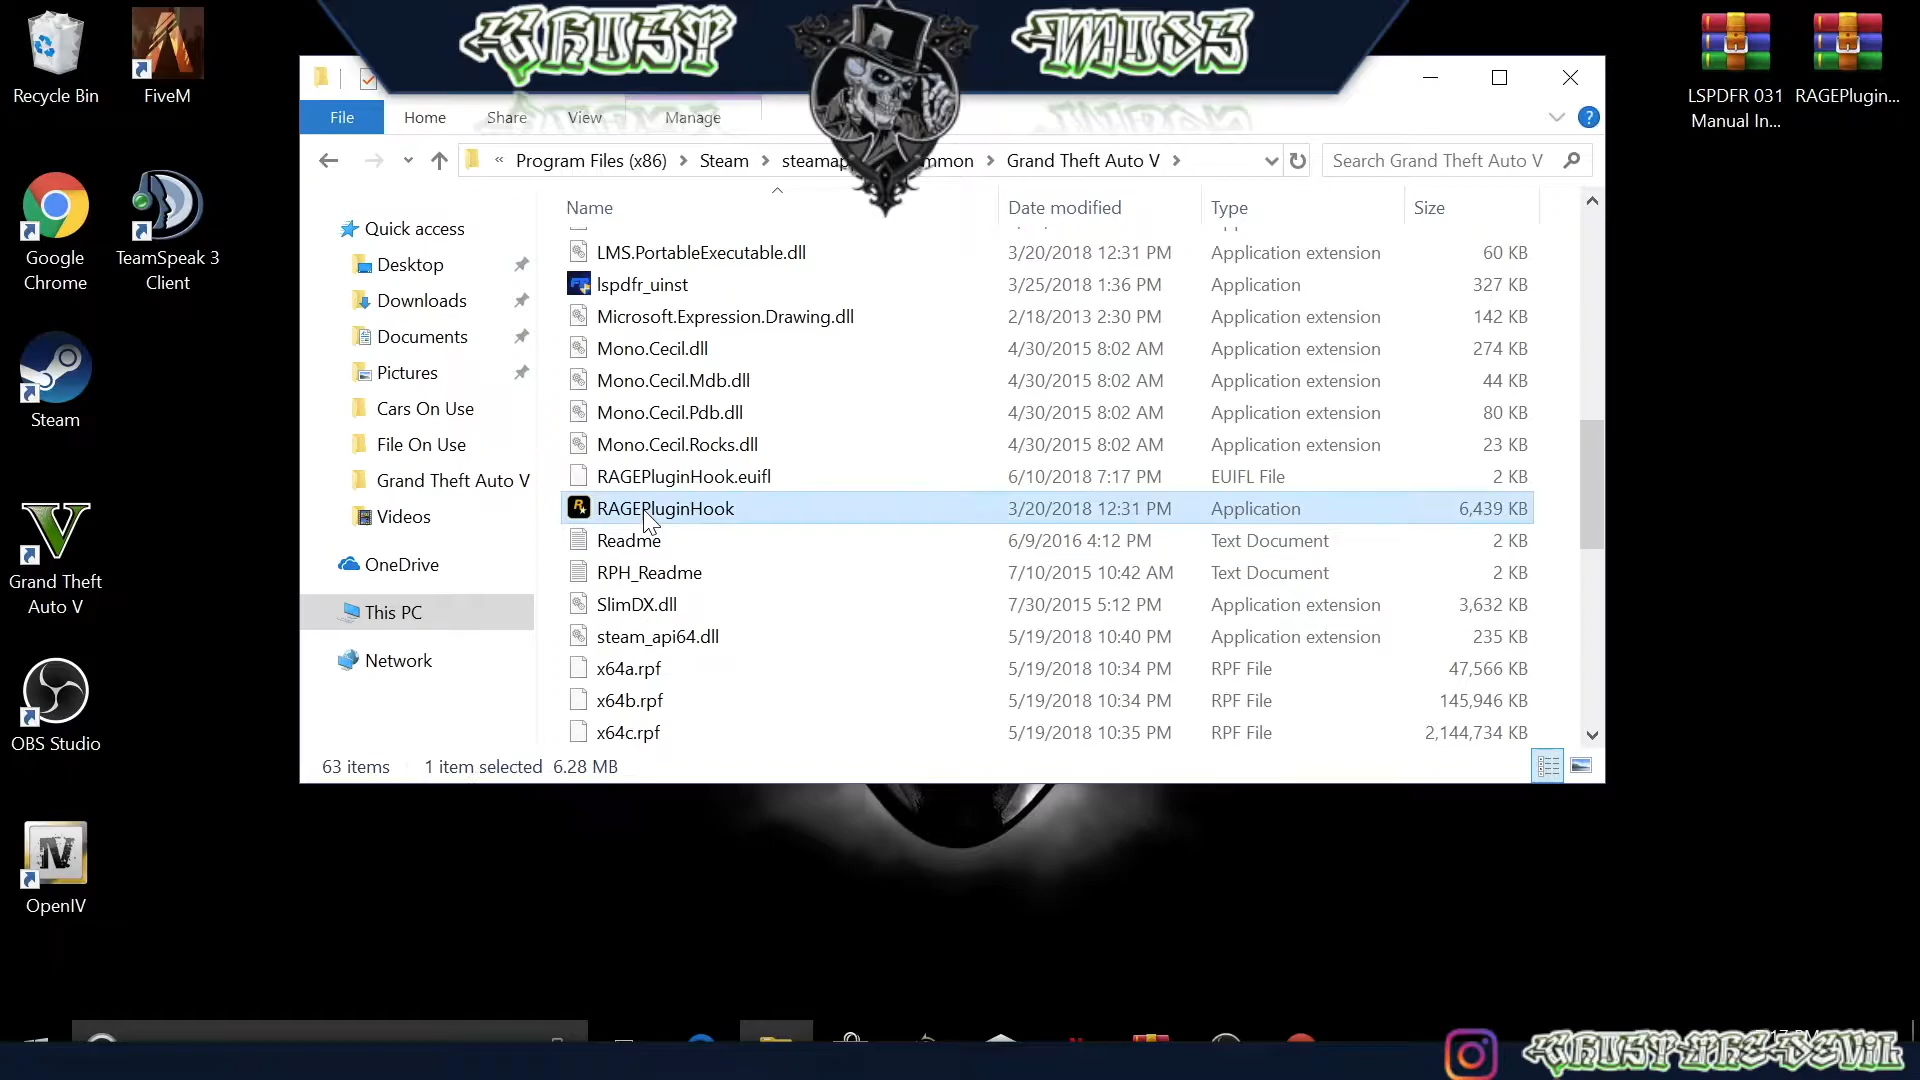 GHOST MODS
Recycle Bin
FiveM
LSPDFR 031
Manual In...
RAGEPlugin...
File
Home
Share
View
Manage
« Program Files (x86) > Steam > steamap
mmon > Grand Theft Auto V >
Search Grand Theft Auto V
Name
Date modified
Type
Size
Quick access
Desktop
Downloads
Documents
Pictures
Cars On Use
File On Use
Grand Theft Auto V
Videos
OneDrive
This PC
Network
LMS.PortableExecutable.dll 3/20/2018 12:31 PM Application extension 60 KB
lspdfr_uinst 3/25/2018 1:36 PM Application 327 KB
Microsoft.Expression.Drawing.dll 2/18/2013 2:30 PM Application extension 142 KB
Mono.Cecil.dll 4/30/2015 8:02 AM Application extension 274 KB
Mono.Cecil.Mdb.dll 4/30/2015 8:02 AM Application extension 44 KB
Mono.Cecil.Pdb.dll 4/30/2015 8:02 AM Application extension 80 KB
Mono.Cecil.Rocks.dll 4/30/2015 8:02 AM Application extension 23 KB
RAGEPluginHook.euifl 6/10/2018 7:17 PM EUIFL File 2 KB
RAGEPluginHook 3/20/2018 12:31 PM Application 6,439 KB
Readme 6/9/2016 4:12 PM Text Document 2 KB
RPH_Readme 7/10/2015 10:42 AM Text Document 2 KB
SlimDX.dll 7/30/2015 5:12 PM Application extension 3,632 KB
steam_api64.dll 5/19/2018 10:40 PM Application extension 235 KB
x64a.rpf 5/19/2018 10:34 PM RPF File 47,566 KB
x64b.rpf 5/19/2018 10:34 PM RPF File 145,946 KB
x64c.rpf 5/19/2018 10:35 PM RPF File 2,144,734 KB
63 items
1 item selected 6.28 MB
Google
Chrome
TeamSpeak 3
Client
Steam
Grand Theft
Auto V
OBS Studio
OpenIV
GHOST THE DEVIL